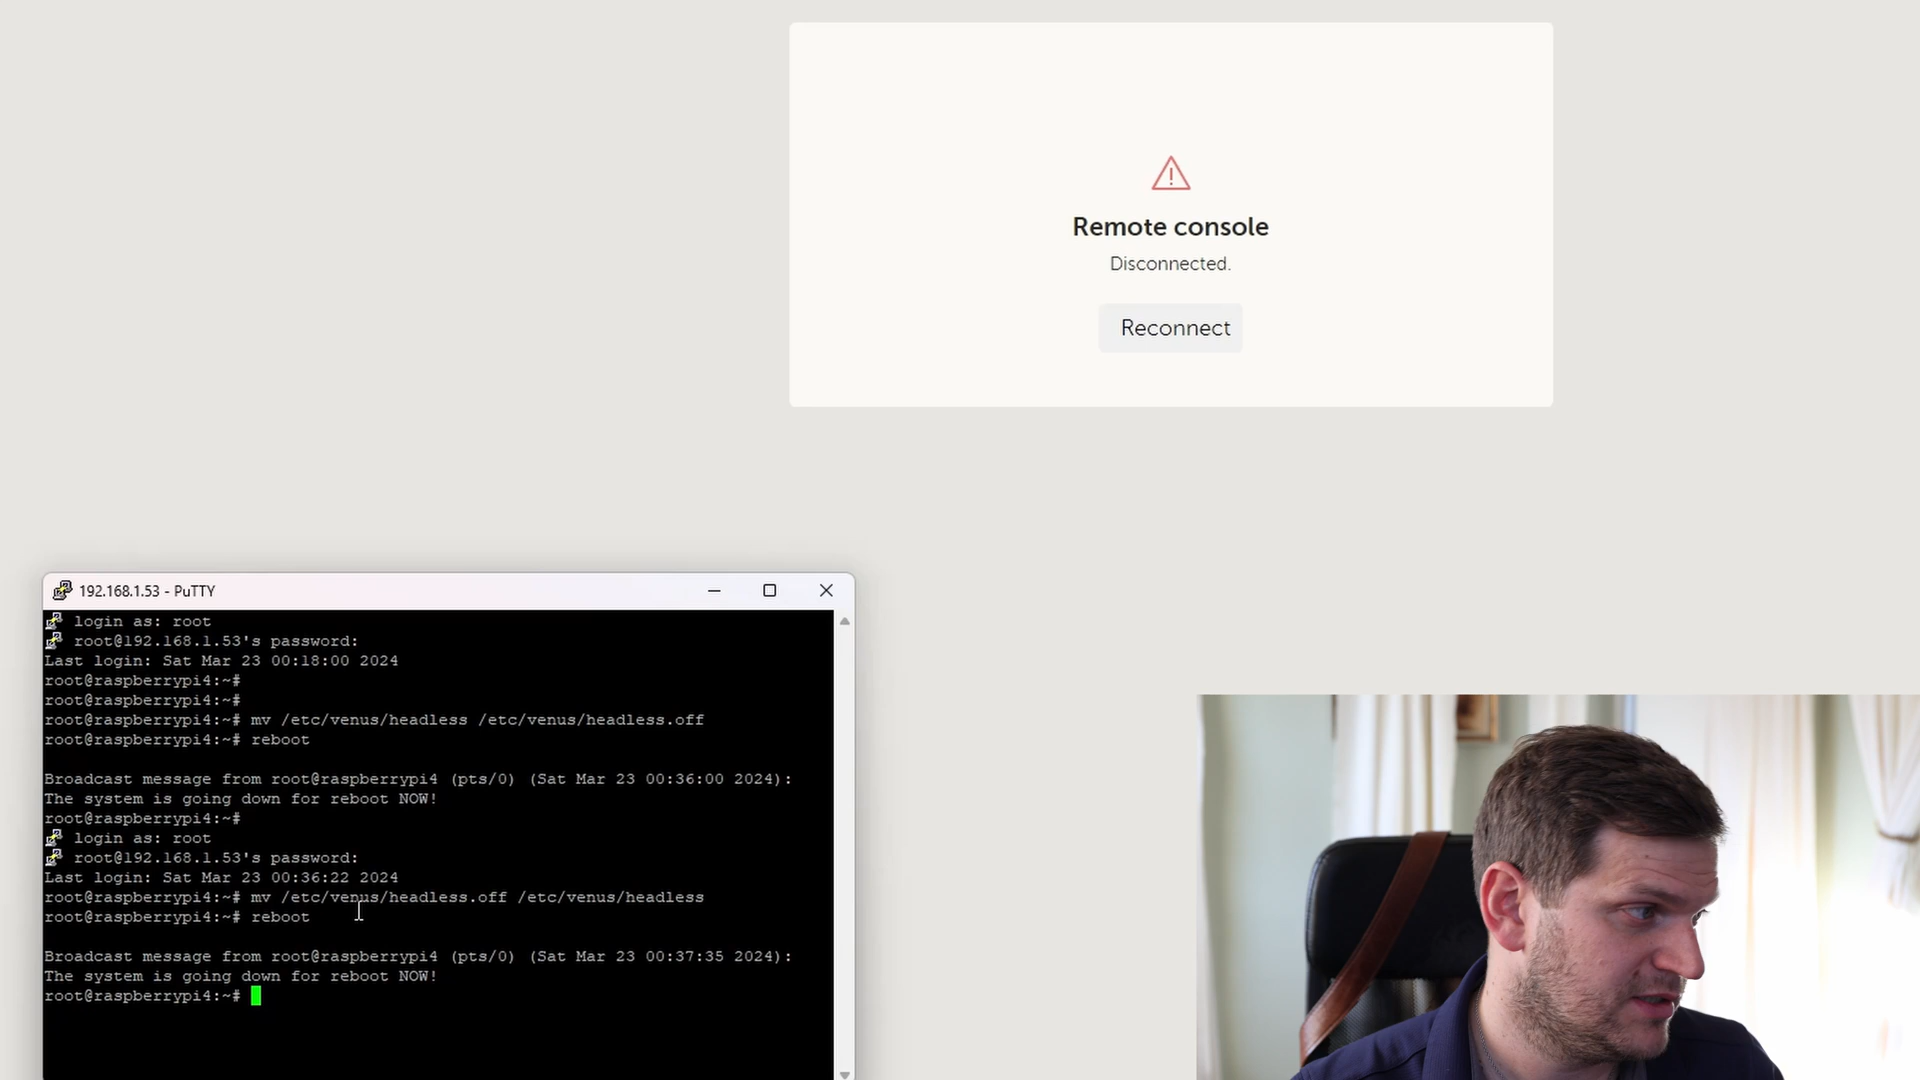 Remote console
Disconnected.
Reconnect
192.168.1.53 - PuTTY
login as: root
root@192.168.1.53's password:
Last login: Sat Mar 23 00:18:00 2024
root@raspberrypi4:~#
root@raspberrypi4:~#
root@raspberrypi4:~# mv /etc/venus/headless /etc/venus/headless.off
root@raspberrypi4:~# reboot
Broadcast message from root@raspberrypi4 (pts/0) (Sat Mar 23 00:36:00 2024):
The system is going down for reboot NOW!
root@raspberrypi4:~#
login as: root
root@192.168.1.53's password:
Last login: Sat Mar 23 00:36:22 2024
root@raspberrypi4:~# mv /etc/venus/headless.off /etc/venus/headless
root@raspberrypi4:~# reboot
Broadcast message from root@raspberrypi4 (pts/0) (Sat Mar 23 00:37:35 2024):
The system is going down for reboot NOW!
root@raspberrypi4:~#